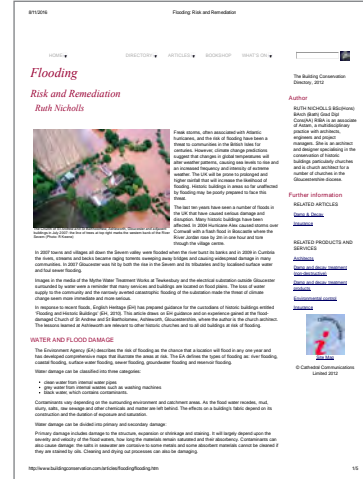 8/11/2016
Flooding: Risk and Remediation
HOME
DIRECTORY
ARTICLES
BOOKSHOP
WHAT'S ON
Flooding
Risk and Remediation
Ruth Nicholls
Freak storms, often associated with Atlantic
hurricanes, and the risk of flooding have been a
threat to communities in the British Isles for
centuries. However, climate change predictions
suggest that changes in global temperatures will
alter weather patterns, causing sea levels to rise and
an increased frequency and intensity of extreme
weather. The UK will be prone to prolonged and
higher rainfall that will increase the likelihood of
flooding. Historic buildings in areas so far unaffected
by flooding may be poorly prepared to face this
threat.
The last ten years have seen a number of floods in
the UK that have caused serious damage and
disruption. Many historic buildings have been
affected. In 2004 Hurricane Alex caused storms over
Cornwall with a flash flood in Boscastle where the
River Jordan rose by 2m in one hour and tore
through the village centre.
In 2007 towns and villages all down the Severn valley were flooded when the river burst its banks and in 2009 in Cumbria
the rivers, streams and becks became raging torrents sweeping away bridges and causing widespread damage in many
communities. In 2007 Gloucester was hit by both the rise in the Severn and its tributaries and by localised surface water
and foul sewer flooding.
Images in the media of the Mythe Water Treatment Works at Tewkesbury and the electrical substation outside Gloucester
surrounded by water were a reminder that many services and buildings are located on flood plains. The loss of water
supply to the community and the narrowly averted catastrophic flooding of the substation made the threat of climate
change seem more immediate and more serious.
In response to recent floods, English Heritage (EH) has prepared guidance for the custodians of historic buildings entitled
'Flooding and Historic Buildings' (EH, 2010). This article draws on EH guidance and on experience gained at the flood-
damaged Church of St Andrew and St Bartholomew, Ashleworth, Gloucestershire, where the author is the church architect.
The lessons learned at Ashleworth are relevant to other historic churches and to all old buildings at risk of flooding.
WATER AND FLOOD DAMAGE
The Environment Agency (EA) describes the risk of flooding as the chance that a location will flood in any one year and
has developed comprehensive maps that illustrate the areas at risk. The EA defines the types of flooding as: river flooding,
coastal flooding, surface water flooding, sewer flooding, groundwater flooding and reservoir flooding.
Water damage can be classified into three categories:
• clean water from internal water pipes
• grey water from internal wastes such as washing machines
• black water, which contains contaminants.
Contaminants vary depending on the surrounding environment and catchment areas. As the flood water recedes, mud,
slurry, salts, raw sewage and other chemicals and matter are left behind. The effects on a building's fabric depend on its
construction and the duration of exposure and saturation.
Water damage can be divided into primary and secondary damage:
Primary damage includes damage to the structure, expansion or shrinkage and staining. It will largely depend upon the
severity and velocity of the flood waters, how long the materials remain saturated and their absorbency. Contaminants can
also cause damage: the salts in seawater are corrosive to some metals and some absorbent materials cannot be cleaned if
they are stained by oils. Cleaning and drying out processes can also be damaging.
The Building Conservation
Directory, 2012
Author
RUTH NICHOLLS BSc(Hons)
BArch (Bath) Grad Dipl
Cons(AA) RIBA is an associate
of Astam, a multidisciplinary
practice with architects,
engineers and project
managers. She is an architect
and designer specialising in the
conservation of historic
buildings particularly churches
and is church architect for a
number of churches in the
Gloucestershire diocese.
Further information
RELATED ARTICLES
Damp & Decay
Insurance
RELATED PRODUCTS AND
SERVICES
Architects
Damp and decay treatment
(non-destructive)
Damp and decay treatment
products
Environmental control
Insurance
Site Map
© Cathedral Communications
Limited 2012
http://www.buildingconservation.com/articles/flooding/flooding.htm
1/5